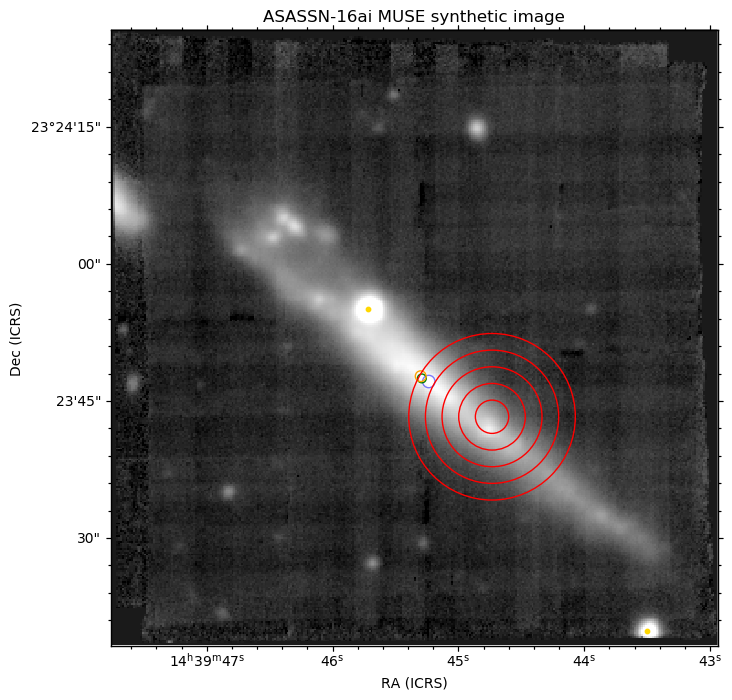 ASASSN-16ai MUSE synthetic image
23°24'15"
00"
23'45"
30"
Dec (ICRS)
14ʰ39ᵐ47ˢ
46ˢ
45ˢ
44ˢ
43ˢ
RA (ICRS)